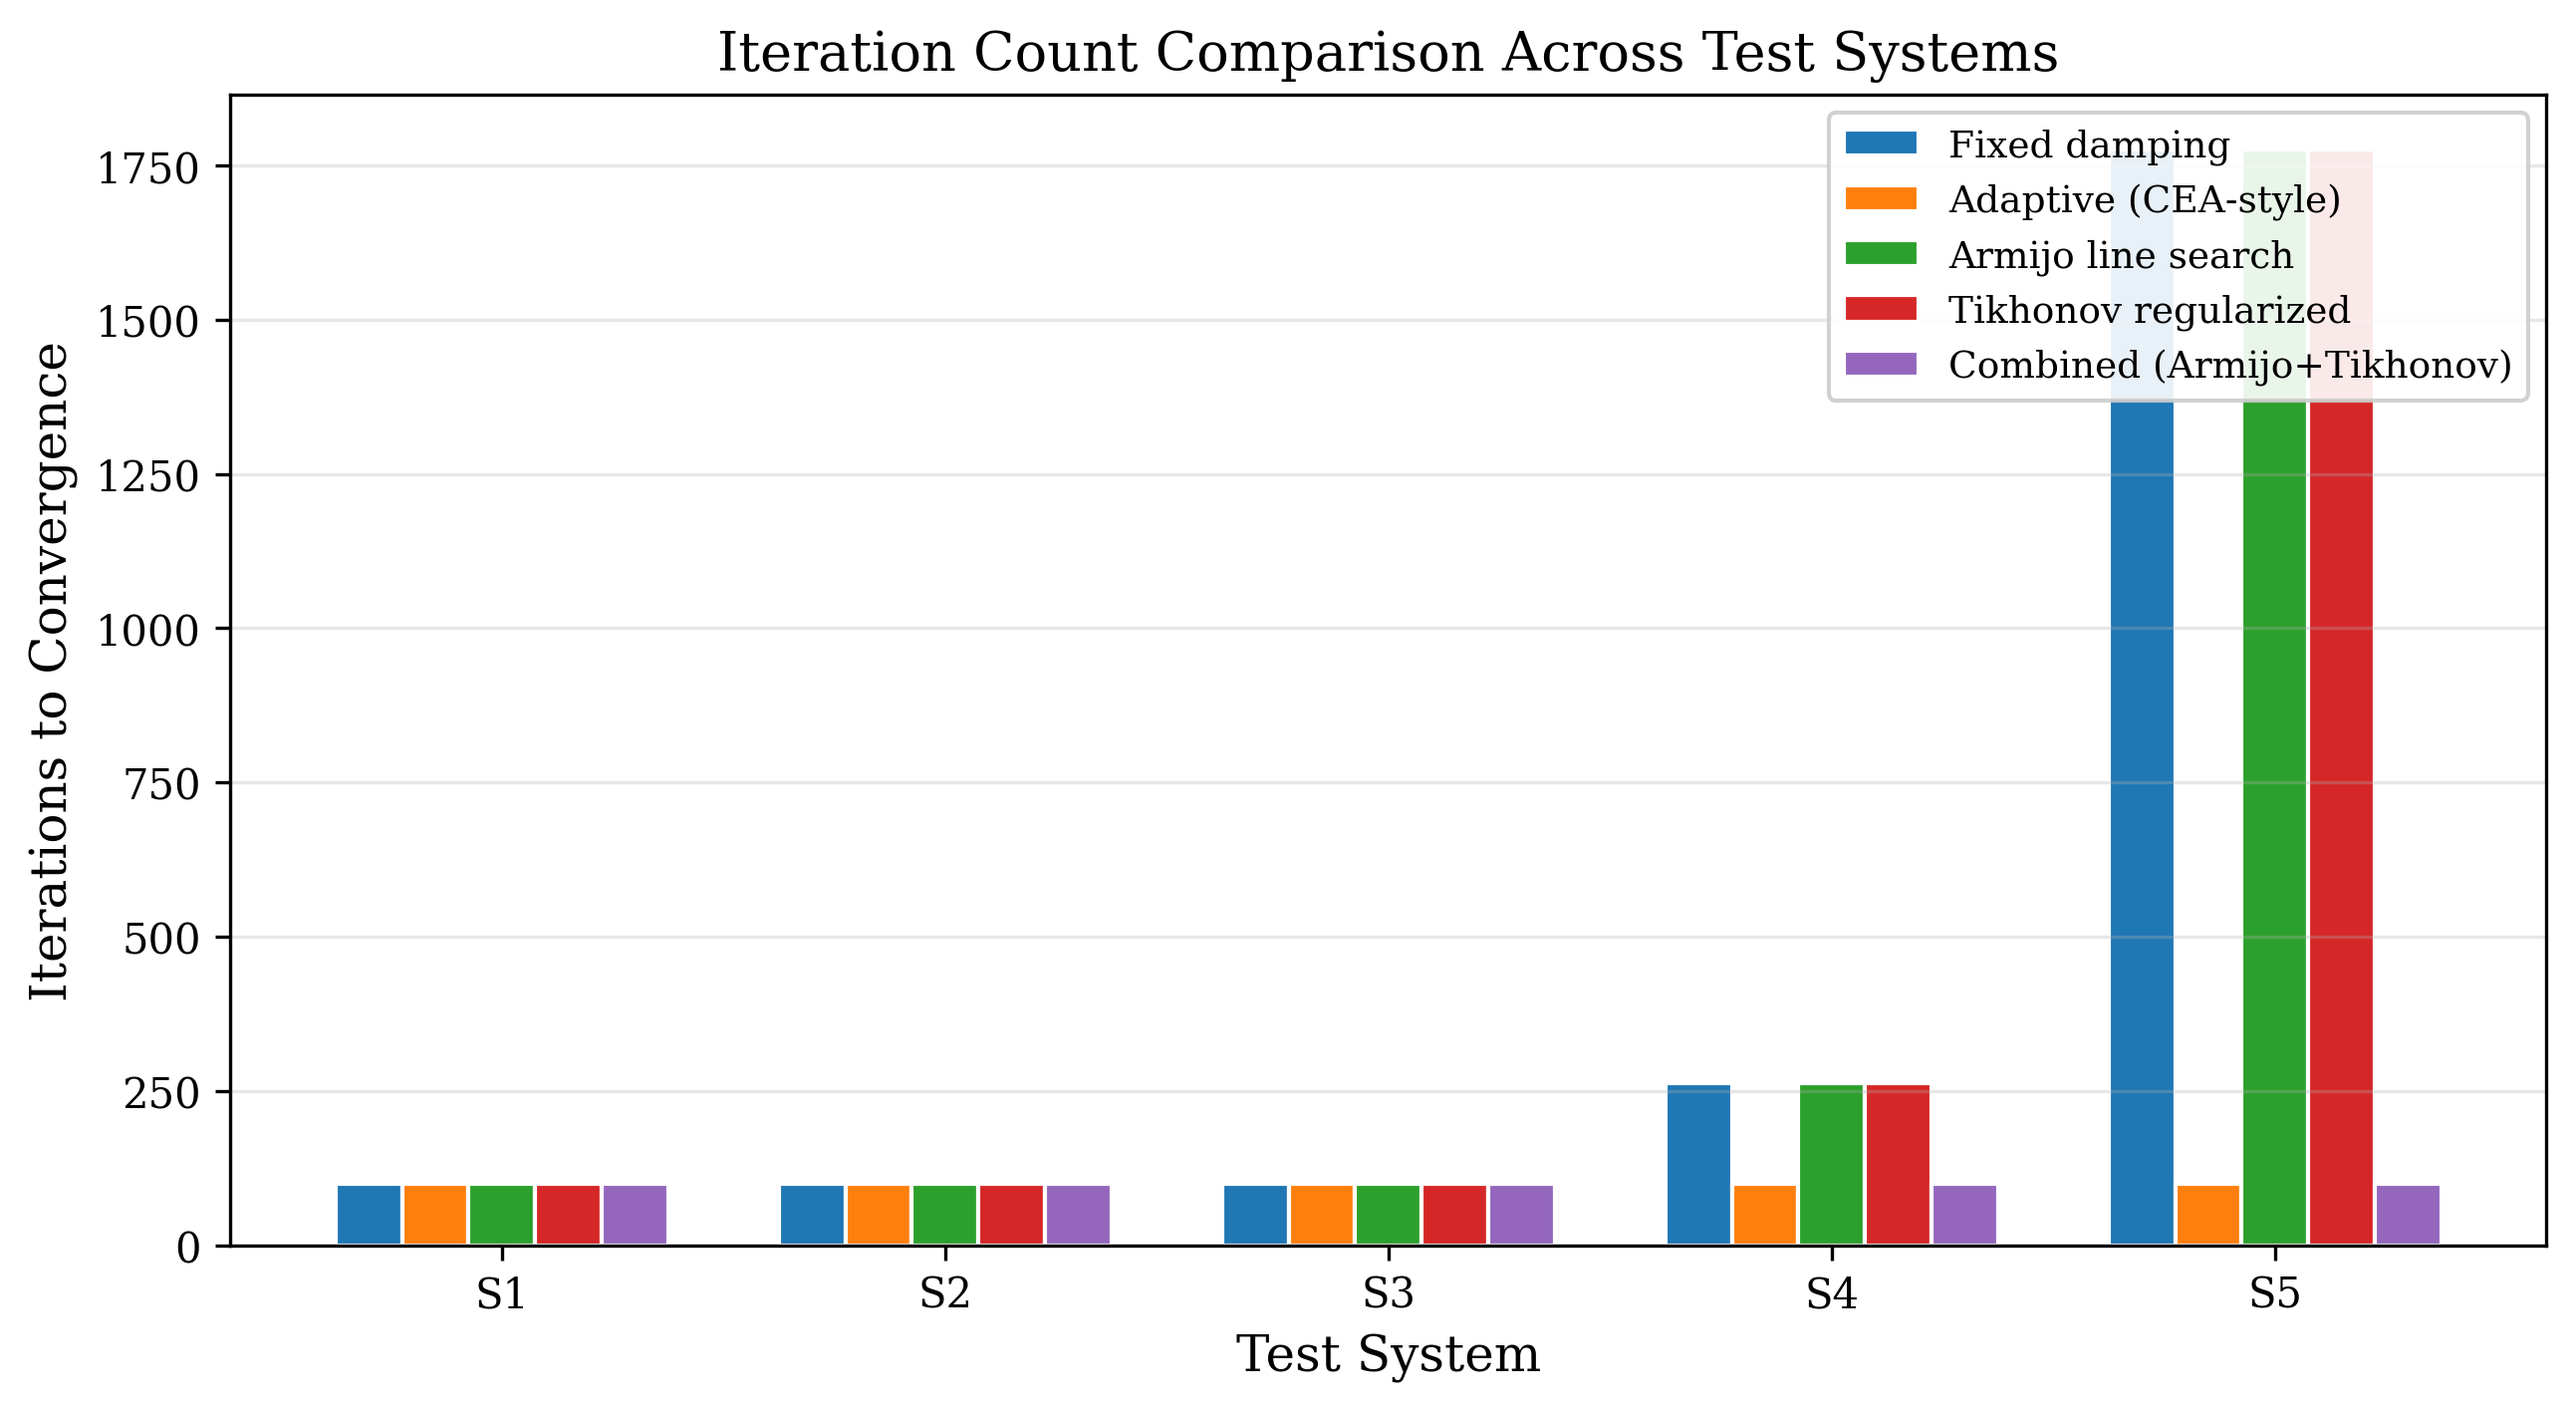 Iteration Count Comparison Across Test Systems
Iterations to Convergence
1750
1500
1250
1000
750
500
250
0
Fixed damping
Adaptive (CEA-style)
Armijo line search
Tikhonov regularized
Combined (Armijo+Tikhonov)
S1 S2 S3 S4 S5
Test System